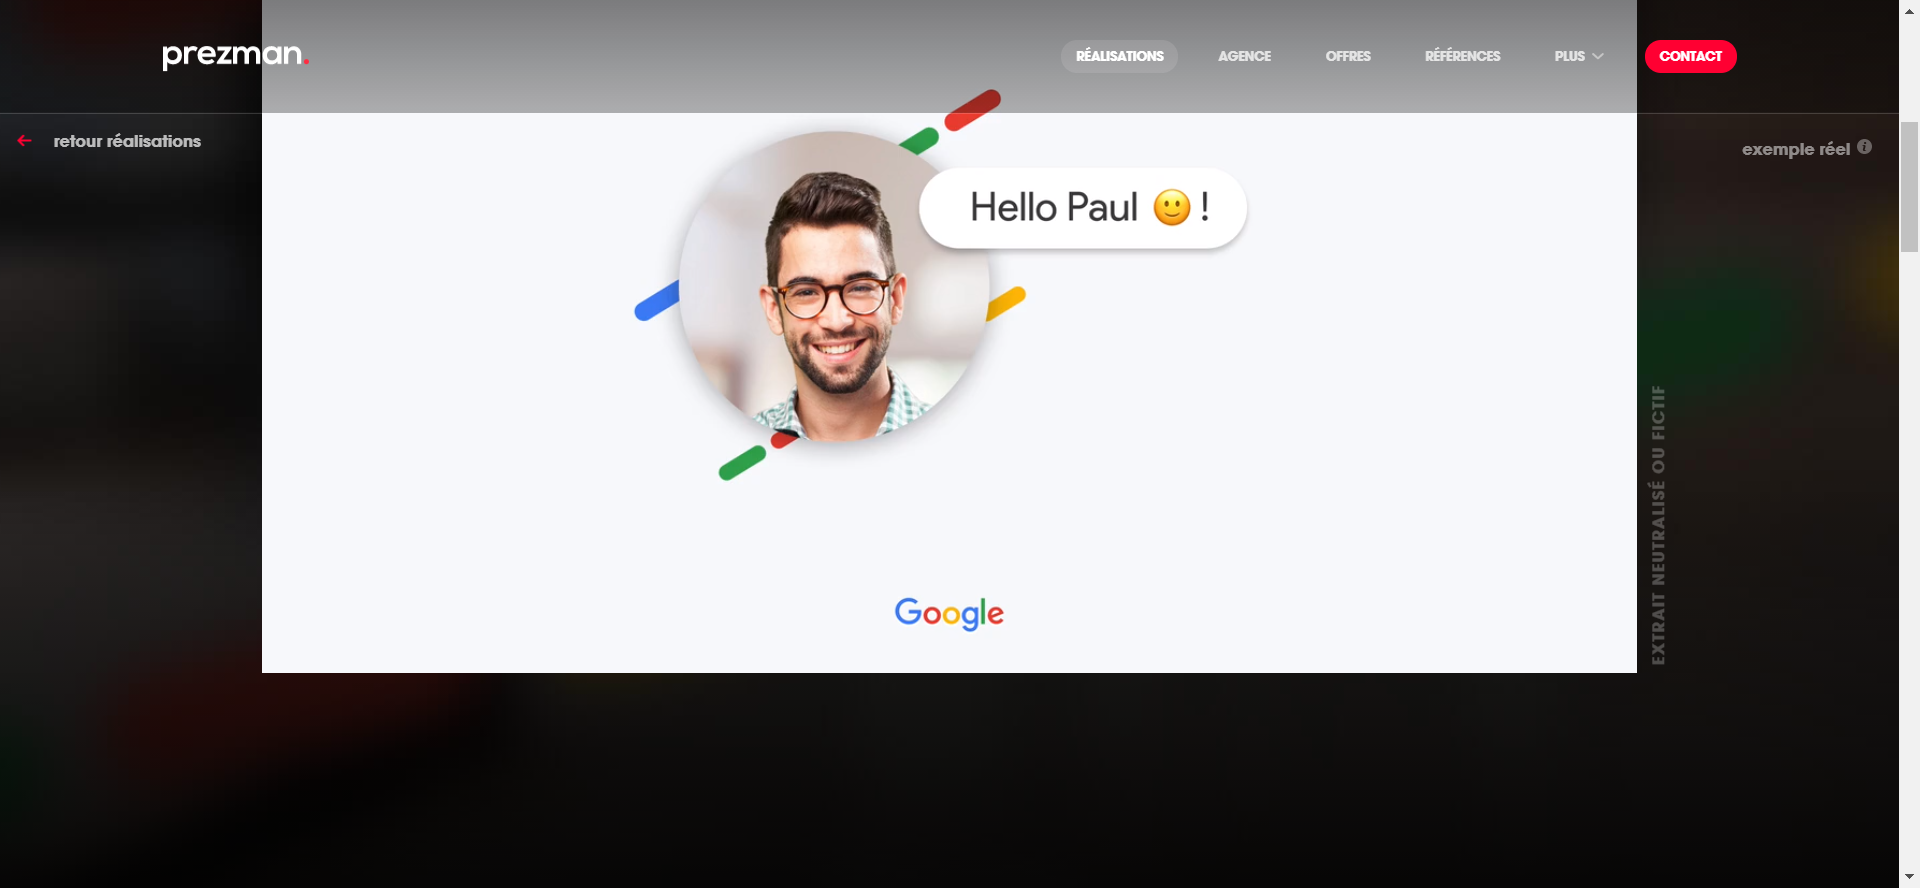 prezman.
RÉALISATIONS
AGENCE
OFFRES
RÉFÉRENCES
PLUS
CONTACT
retour réalisations
exemple réel
Hello Paul 🙂 !
EXTRAIT NEUTRALISÉ OU FICTIF
Google